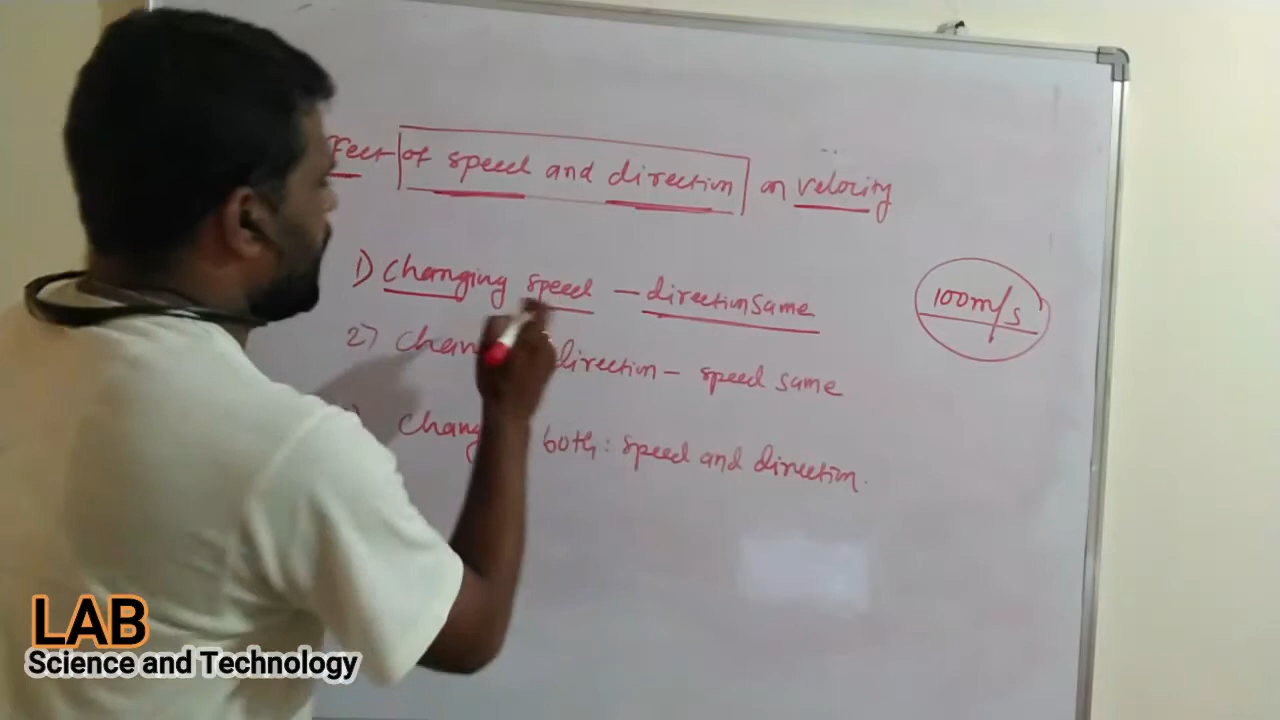 of speed and direction on velocity
1) Changing speed – direction same
100m/s
2) direction – speed same
both: speed and direction.
LAB
Science and Technology